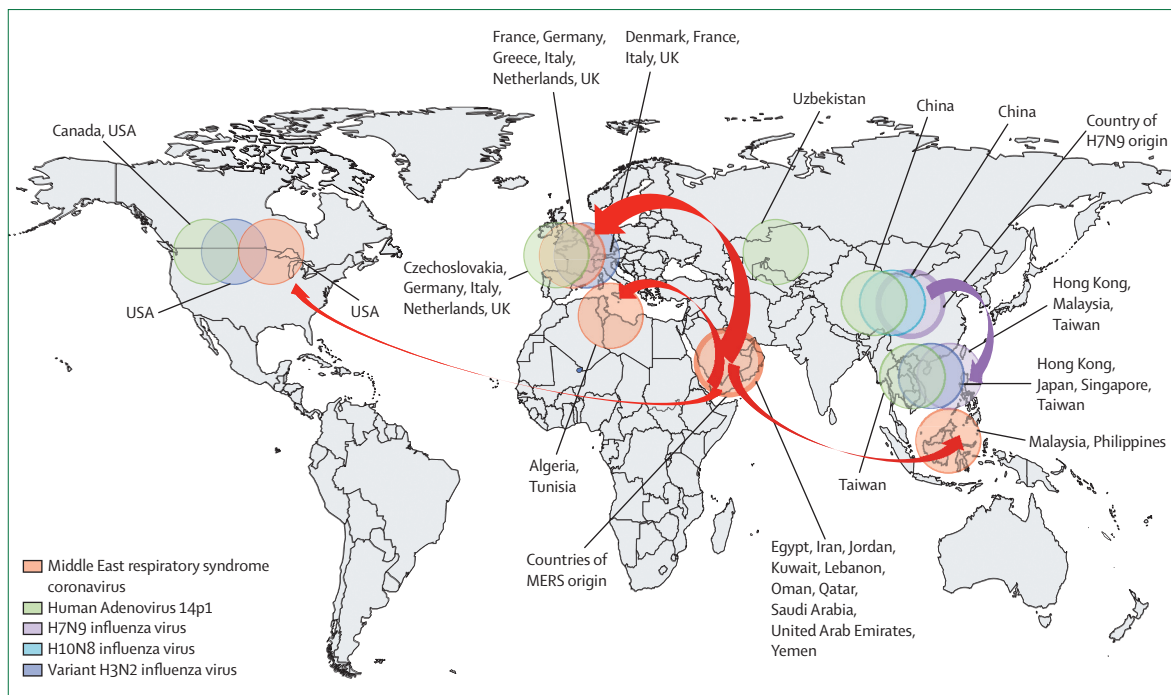 France, Germany,
Greece, Italy,
Netherlands, UK
Denmark, France,
Italy, UK
Uzbekistan
China
China
Country of
H7N9 origin
Canada, USA
Czechoslovakia,
Germany, Italy,
Netherlands, UK
USA
USA
Hong Kong,
Malaysia,
Taiwan
Hong Kong,
Japan, Singapore,
Taiwan
Malaysia, Philippines
Taiwan
Algeria,
Tunisia
Countries of
MERS origin
Egypt, Iran, Jordan,
Kuwait, Lebanon,
Oman, Qatar,
Saudi Arabia,
United Arab Emirates,
Yemen
Middle East respiratory syndrome
coronavirus
Human Adenovirus 14p1
H7N9 influenza virus
H10N8 influenza virus
Variant H3N2 influenza virus